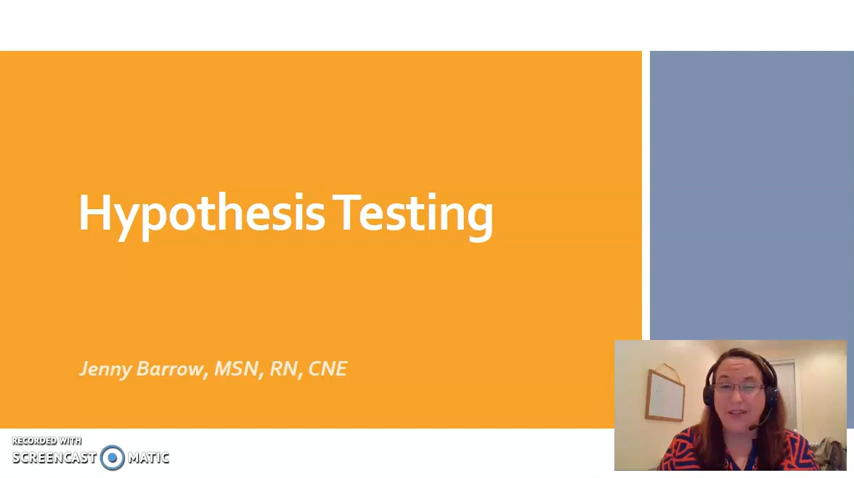 Hypothesis Testing
Jenny Barrow, MSN, RN, CNE
RECORDED WITH
SCREENCAST MATIC